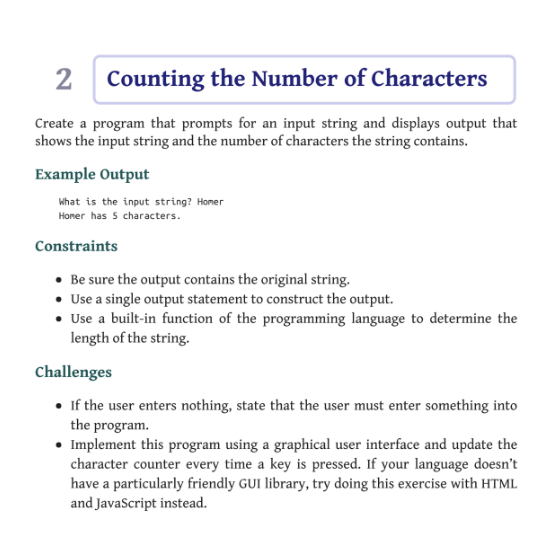 2 Counting the Number of Characters
Create a program that prompts for an input string and displays output that
shows the input string and the number of characters the string contains.
Example Output
What is the input string? Homer
Homer has 5 characters.
Constraints
• Be sure the output contains the original string.
• Use a single output statement to construct the output.
• Use a built-in function of the programming language to determine the
length of the string.
Challenges
• If the user enters nothing, state that the user must enter something into
the program.
• Implement this program using a graphical user interface and update the
character counter every time a key is pressed. If your language doesn’t
have a particularly friendly GUI library, try doing this exercise with HTML
and JavaScript instead.